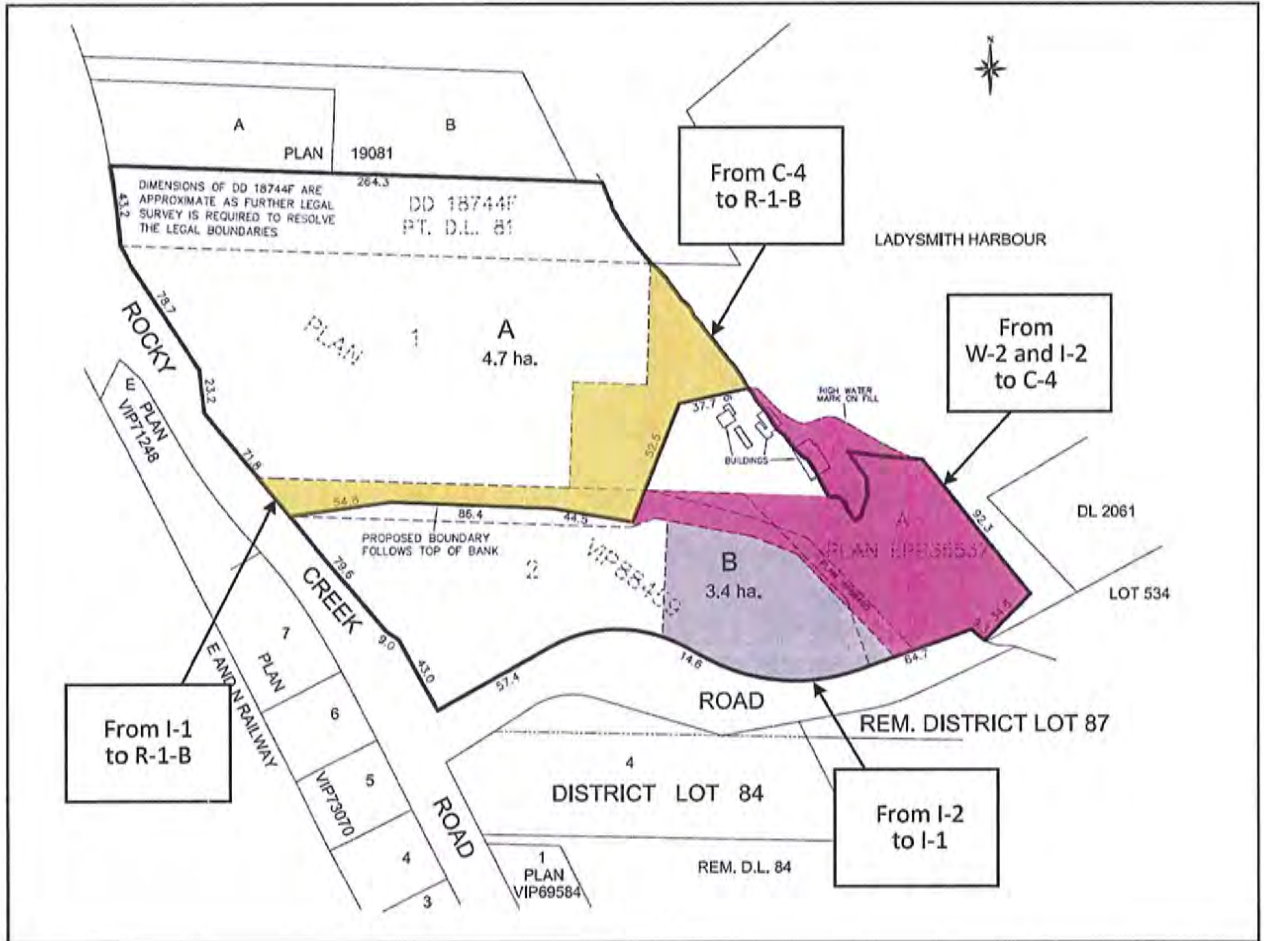 N
A
B
PLAN 19081
264.3
DIMENSIONS OF DD 18744F ARE
APPROXIMATE AS FURTHER LEGAL
SURVEY IS REQUIRED TO RESOLVE
THE LEGAL BOUNDARIES
DD 18744F
PT. D.L. 81
43.2
From C-4
to R-1-B
LADYSMITH HARBOUR
78.7
ROCKY
PLAN 1
A
4.7 ha.
From
W-2 and I-2
to C-4
E
PLAN
VIP71248
23.2
HIGH WATER
MARK ON FILL
37.7
52.5
BUILDINGS
71.8
54.6
86.4
44.5
PROPOSED BOUNDARY
FOLLOWS TOP OF BANK
2
VIP88459
A
92.3
DL 2061
B
3.4 ha.
LOT 534
79.6
CREEK
9.0
43.0
57.4
14.6
64.7
ROAD
REM. DISTRICT LOT 87
7
PLAN
6
5
VIP73070
4
3
E AND N RAILWAY
From I-1
to R-1-B
ROAD
4
DISTRICT LOT 84
From I-2
to I-1
REM. D.L. 84
1
PLAN
VIP69584